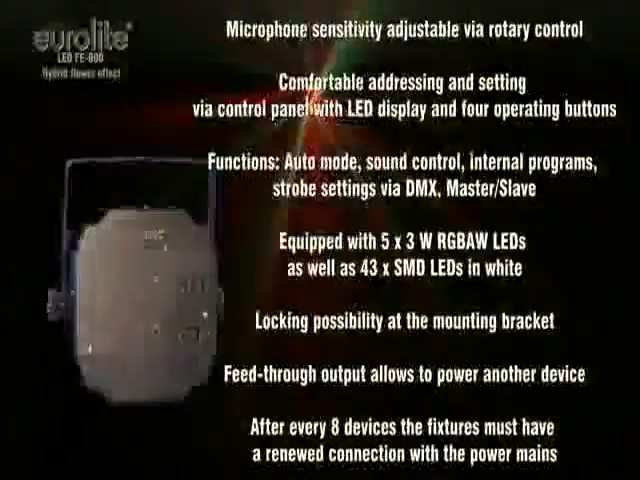 eurolite®
LED FE-900
Hybrid flower effect
Microphone sensitivity adjustable via rotary control
Comfortable addressing and setting
via control panel with LED display and four operating buttons
Functions: Auto mode, sound control, internal programs,
strobe settings via DMX, Master/Slave
Equipped with 5 x 3 W RGBAW LEDs
as well as 43 x SMD LEDs in white
Locking possibility at the mounting bracket
Feed-through output allows to power another device
After every 8 devices the fixtures must have
a renewed connection with the power mains